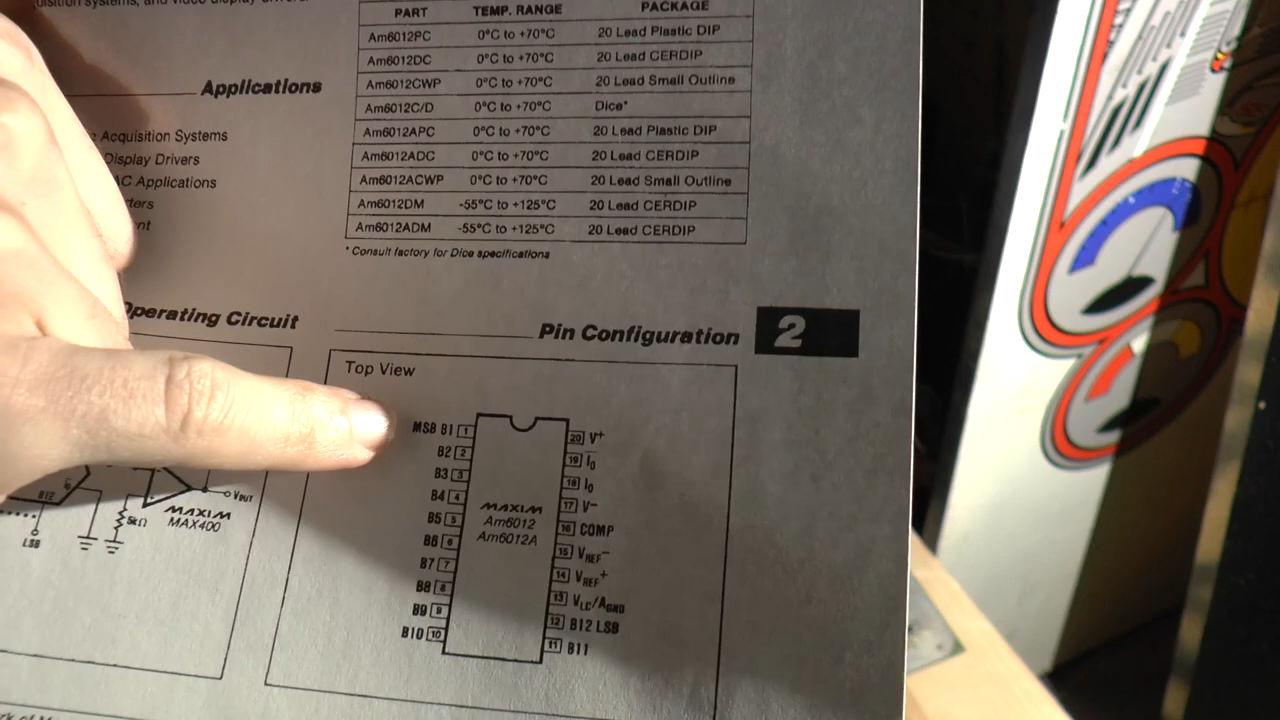 uisition systems, and video display drivers.
Applications
Acquisition Systems
Display Drivers
AC Applications
PART TEMP. RANGE PACKAGE
Am6012PC 0°C to +70°C 20 Lead Plastic DIP
Am6012DC 0°C to +70°C 20 Lead CERDIP
Am6012CWP 0°C to +70°C 20 Lead Small Outline
Am6012C/D 0°C to +70°C Dice*
Am6012APC 0°C to +70°C 20 Lead Plastic DIP
Am6012ADC 0°C to +70°C 20 Lead CERDIP
Am6012ACWP 0°C to +70°C 20 Lead Small Outline
Am6012DM -55°C to +125°C 20 Lead CERDIP
Am6012ADM -55°C to +125°C 20 Lead CERDIP
* Consult factory for Dice specifications
Operating Circuit
B12
I̅o
LSB
5kΩ
VOUT
MAXIM
MAX400
Pin Configuration 2
Top View
MSB B1 1 20 V+
B2 2 19 I̅o
B3 3 18 Io
B4 4 17 V-
B5 5 16 COMP
B6 6 15 VREF-
B7 7 14 VREF+
B8 8 13 VLC/AGND
B9 9 12 B12 LSB
B10 10 11 B11
MAXIM
Am6012
Am6012A